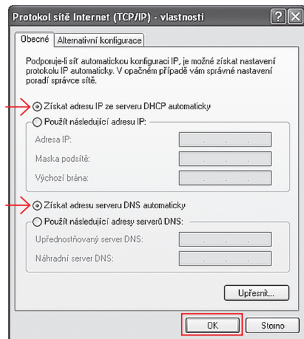 Protokol sítě Internet (TCP/IP) - vlastnosti
Obecné
Alternativní konfigurace
Podporuje-li síť automatickou konfiguraci IP, je možné získat nastavení
protokolu IP automaticky. V opačném případě vám správné nastavení
poradí správce sítě.
Získat adresu IP ze serveru DHCP automaticky
Použít následující adresu IP:
Adresa IP:
Maska podsítě:
Výchozí brána:
Získat adresu serveru DNS automaticky
Použít následující adresy serverů DNS:
Upřednostňovaný server DNS:
Náhradní server DNS:
Upřesnit...
OK
Storno